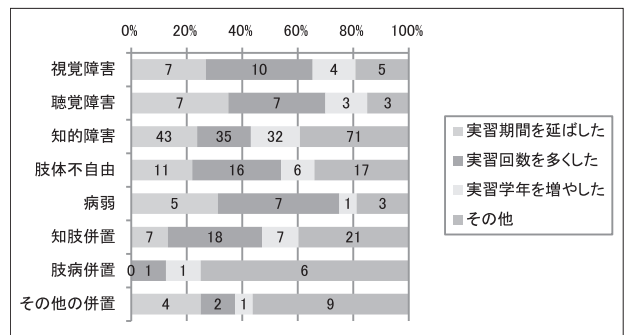 0% 20% 40% 60% 80% 100%
視覚障害 7 10 4 5
聴覚障害 7 7 3 3
知的障害 43 35 32 71
肢体不自由 11 16 6 17
病弱 5 7 1 3
知肢併置 7 18 7 21
肢病併置 0 1 1 6
その他の併置 4 2 1 9
実習期間を延ばした
実習回数を多くした
実習学年を増やした
その他